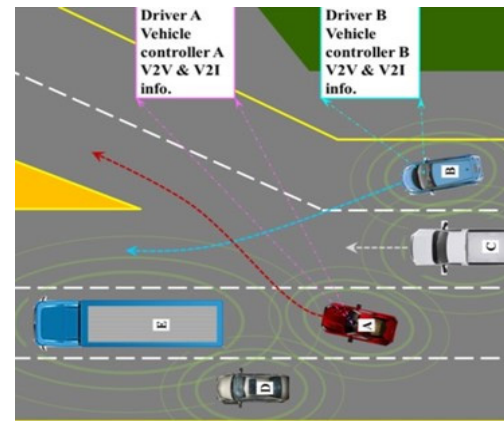 Driver A
Vehicle
controller A
V2V & V2I
info.
Driver B
Vehicle
controller B
V2V & V2I
info.
B
C
A
E
D